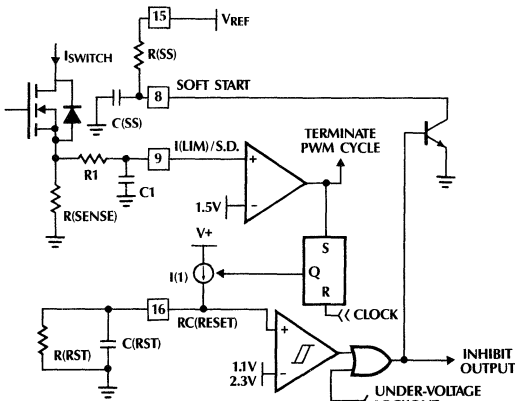 15
VREF
ISWITCH
R(SS)
SOFT START
8
C(SS)
I(LIM)/S.D.
9
TERMINATE
PWM CYCLE
R1
C1
+
1.5V
−
R(SENSE)
V+
S
Q
R
I(1)
CLOCK
16
RC(RESET)
R(RST)
C(RST)
+
1.1V
2.3V
−
INHIBIT
OUTPUT
UNDER-VOLTAGE